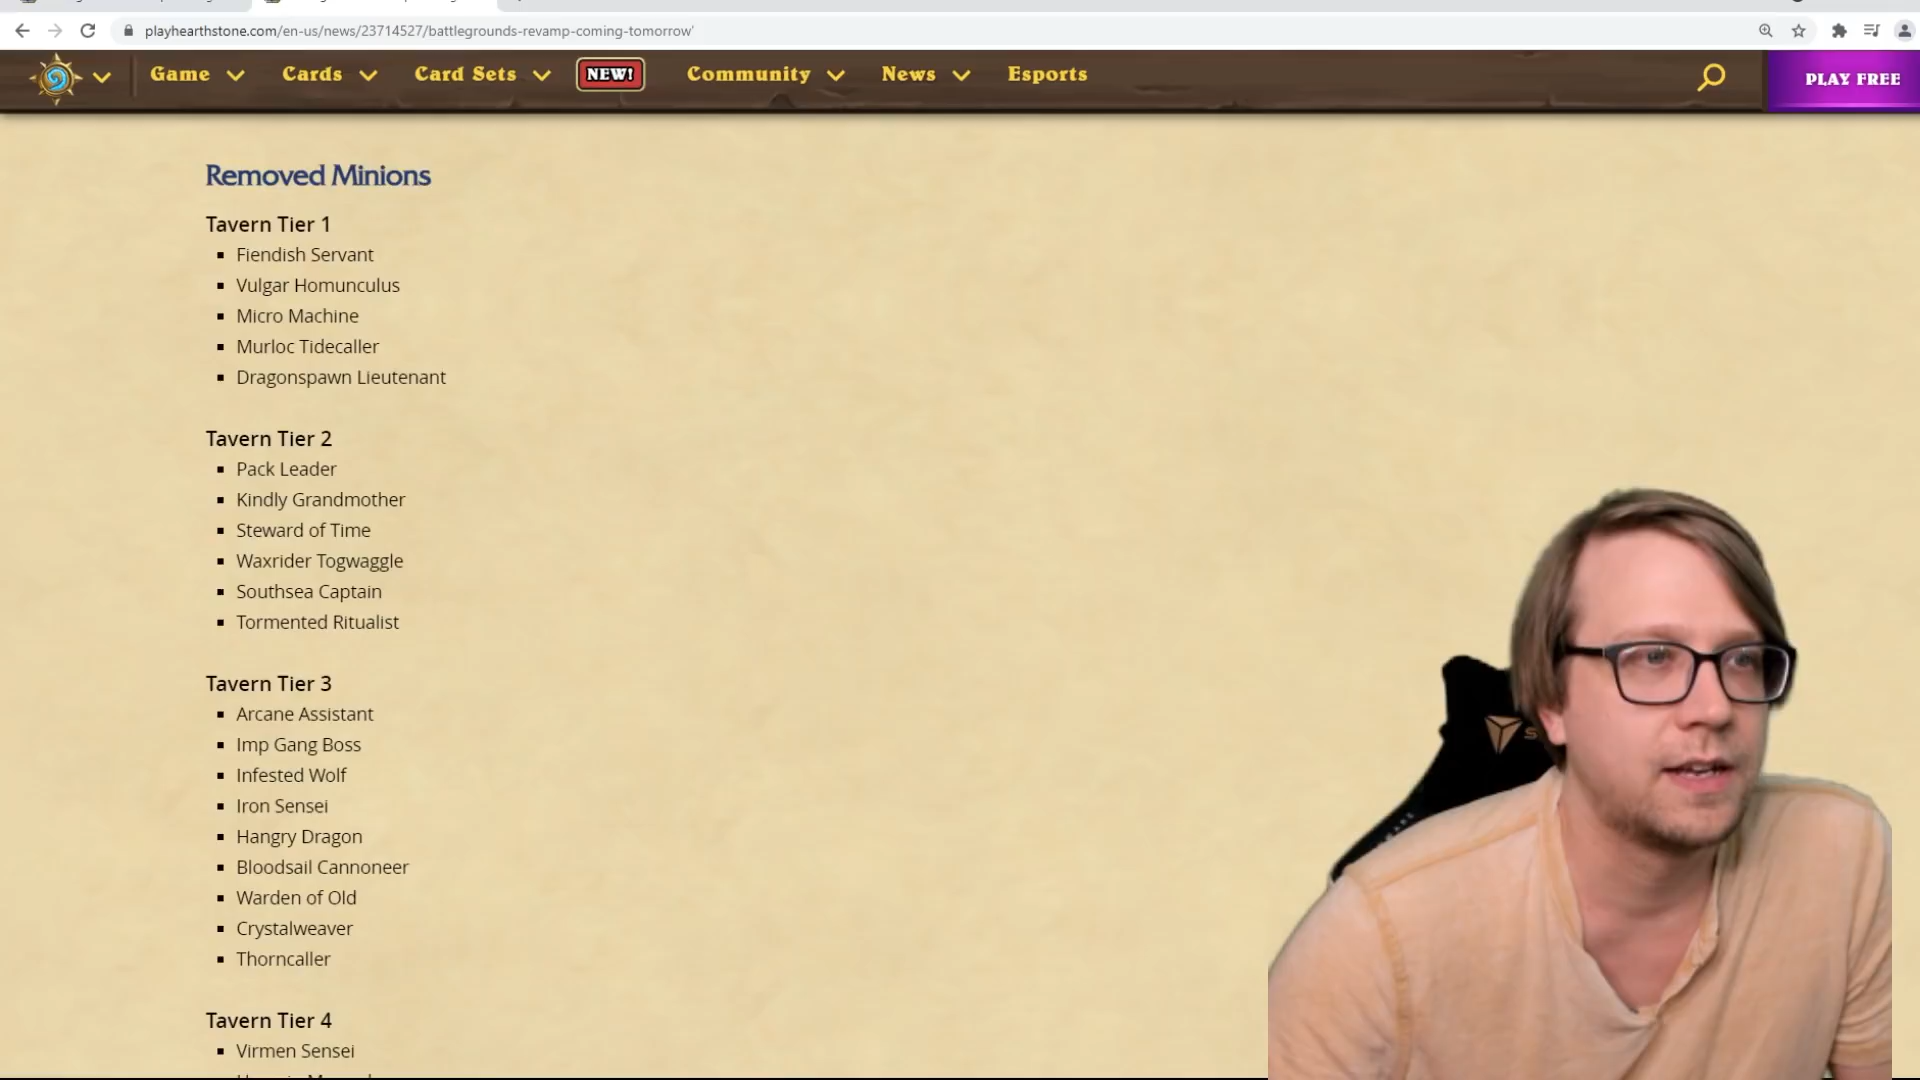 playhearthstone.com/en-us/news/23714527/battlegrounds-revamp-coming-tomorrow'
Game Cards Card Sets NEW! Community News Esports PLAY FREE
Removed Minions
Tavern Tier 1
Fiendish Servant
Vulgar Homunculus
Micro Machine
Murloc Tidecaller
Dragonspawn Lieutenant
Tavern Tier 2
Pack Leader
Kindly Grandmother
Steward of Time
Waxrider Togwaggle
Southsea Captain
Tormented Ritualist
Tavern Tier 3
Arcane Assistant
Imp Gang Boss
Infested Wolf
Iron Sensei
Hangry Dragon
Bloodsail Cannoneer
Warden of Old
Crystalweaver
Thorncaller
Tavern Tier 4
Virmen Sensei